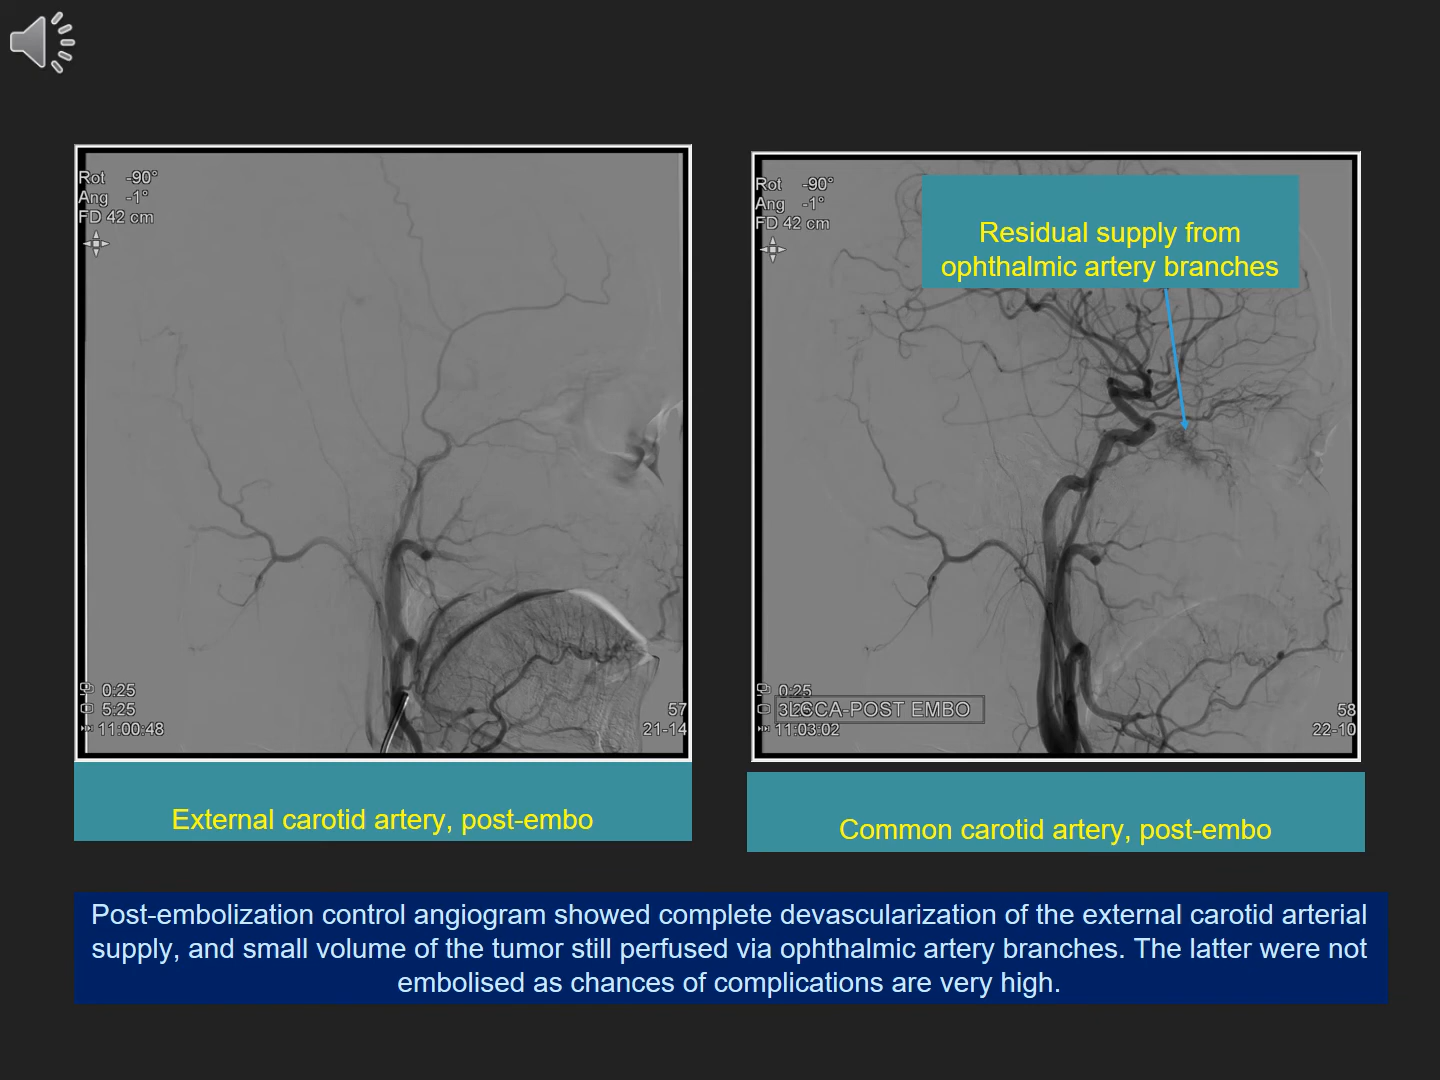 Rot -90°
Ang -1°
FD 42 cm
0:25
5:25
11:00:48
57
21-14
External carotid artery, post-embo
Rot -90°
Ang -1°
FD 42 cm
Residual supply from
ophthalmic artery branches
0:25
LCCA-POST EMBO
11:03:02
58
22-10
Common carotid artery, post-embo
Post-embolization control angiogram showed complete devascularization of the external carotid arterial
supply, and small volume of the tumor still perfused via ophthalmic artery branches. The latter were not
embolised as chances of complications are very high.